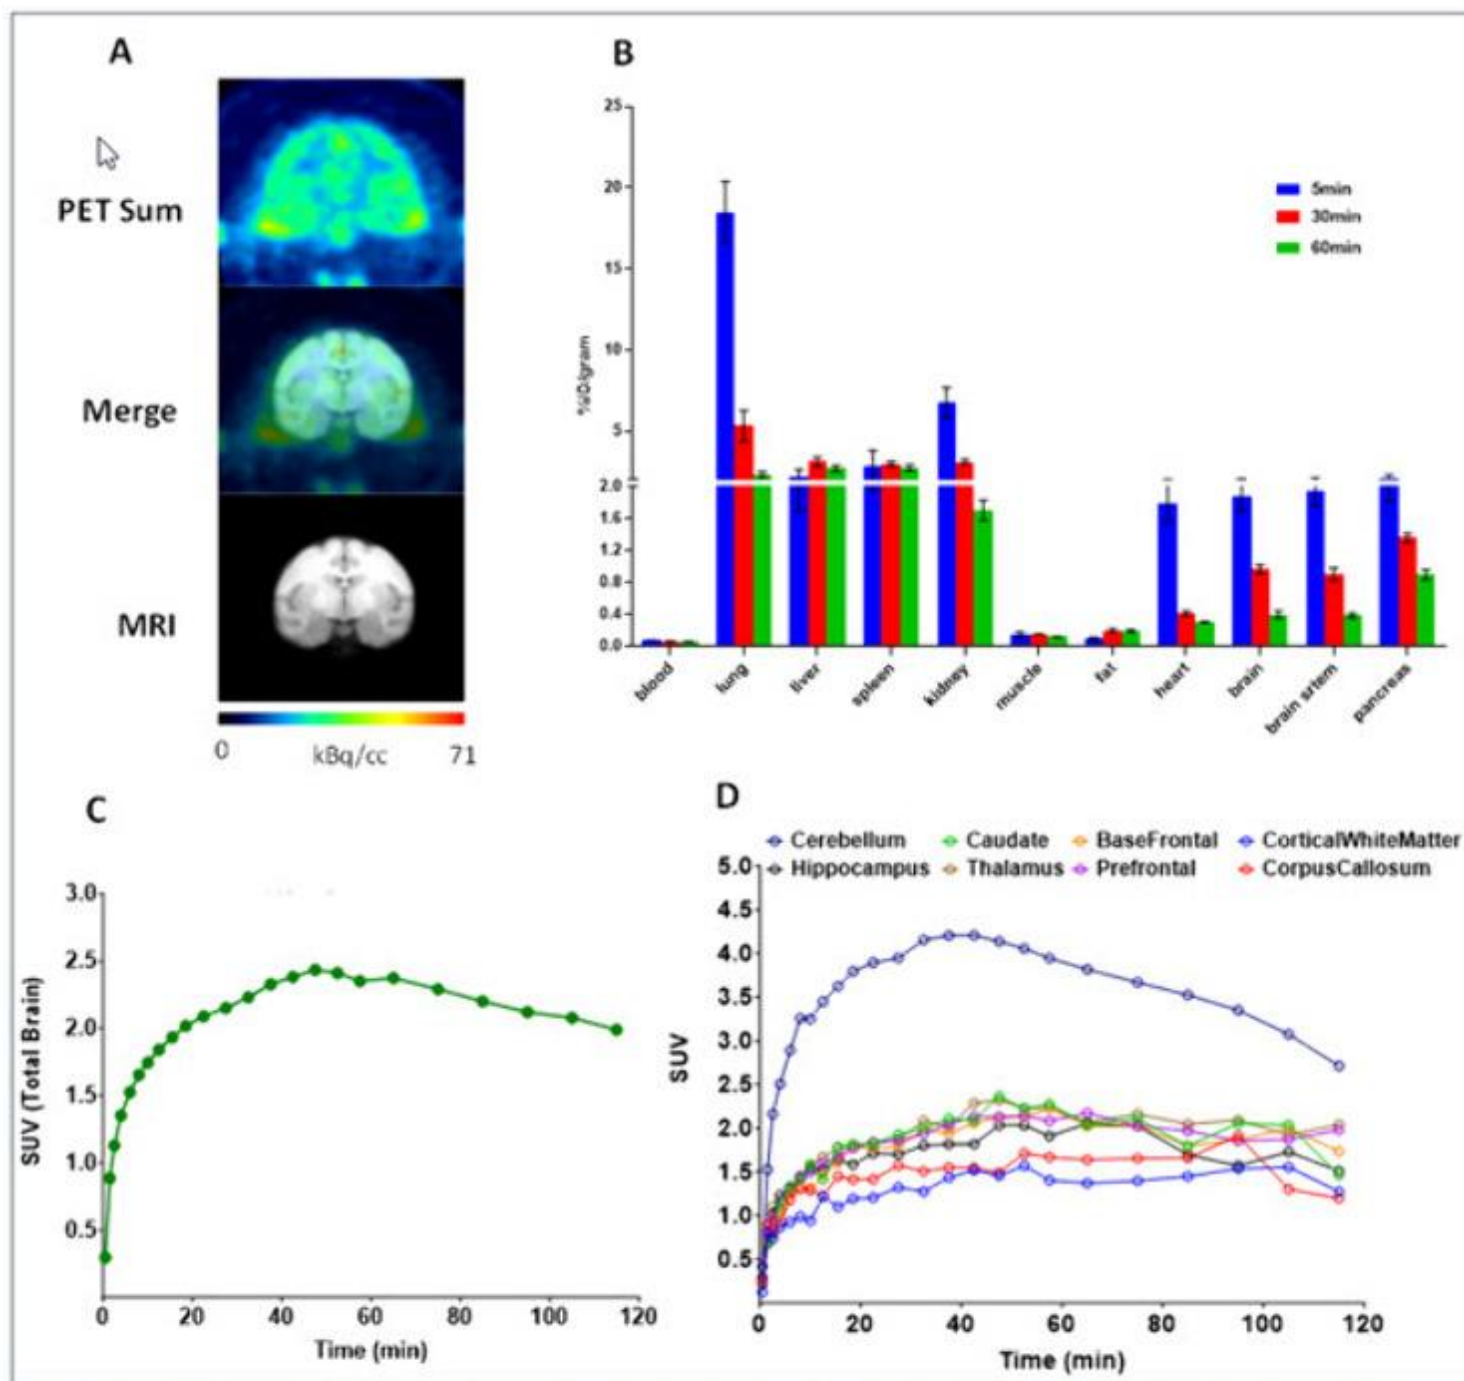 A
PET Sum
Merge
MRI
0 kBq/cc 71
B
25
20
15
10
5
2.0
1.6
1.2
0.8
0.4
0.0
%ID/gram
5min
30min
60min
blood
lung
liver
spleen
kidney
muscle
fat
heart
brain
brain srtem
pancreas
C
3.0
2.5
2.0
1.5
1.0
0.5
SUV (Total Brain)
0 20 40 60 80 100 120
Time (min)
D
Cerebellum Caudate BaseFrontal CorticalWhiteMatter
Hippocampus Thalamus Prefrontal CorpusCallosum
5.0
4.5
4.0
3.5
3.0
2.5
2.0
1.5
1.0
0.5
SUV
0 20 40 60 80 100 120
Time (min)